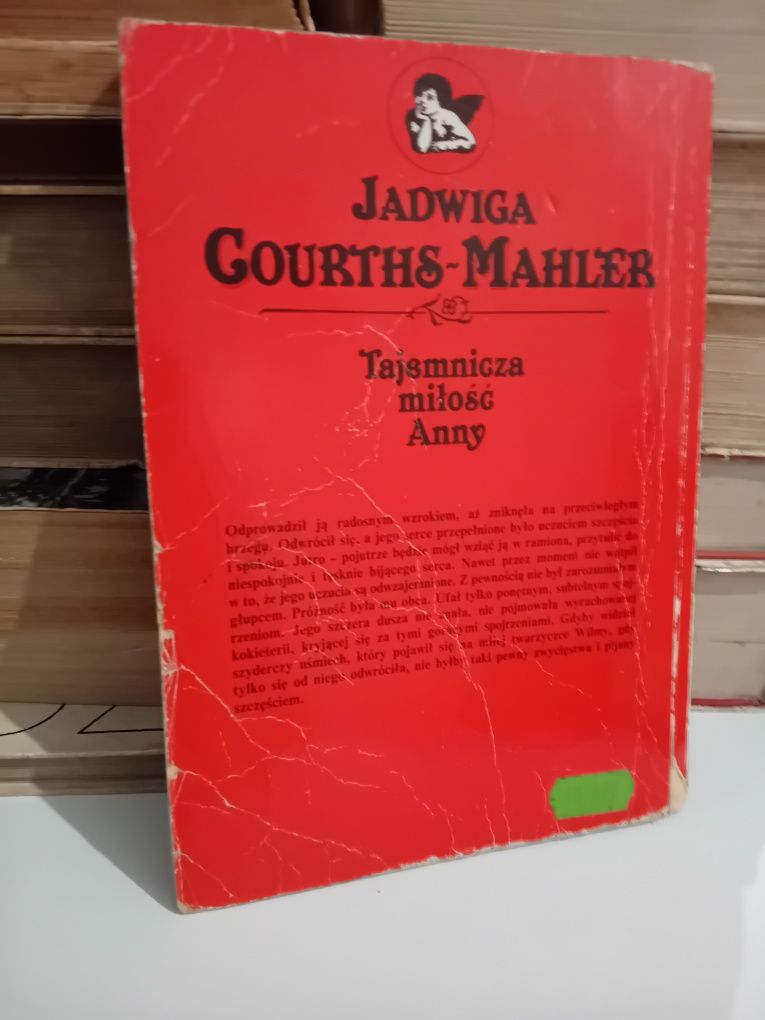 JADWIGA
COURTHS-MAHLER
Tajemnicza
miłość
Anny
Odprowadził ją radosnym wzrokiem, aż zniknęła na przeciwległym
brzegu. Odwrócił się, a jego serce przepełnione było uczuciem szczęścia
i spokoju. Jutro – pojutrze będzie mógł wziąć ją w ramiona, przytulić do
niespokojnie i tęsknie bijącego serca. Nawet przez moment nie wątpił
w to, że jego uczucia są odwzajemnione. Z pewnością nie był zarozumiałym
głupcem. Próżność była mu obca. Ufał tylko ponętnym, subtelnym spoj-
rzeniom. Jego szczera dusza nie znała, nie pojmowała wyrachowanej
kokieterii, kryjącej się za tymi gorącymi spojrzeniami. Gdyby widział
szyderczy uśmiech, który pojawił się na miłej twarzyczce Wilmy, gdy
tylko się od niego odwróciła, nie byłby taki pewny zwycięstwa i pijany
szczęściem.